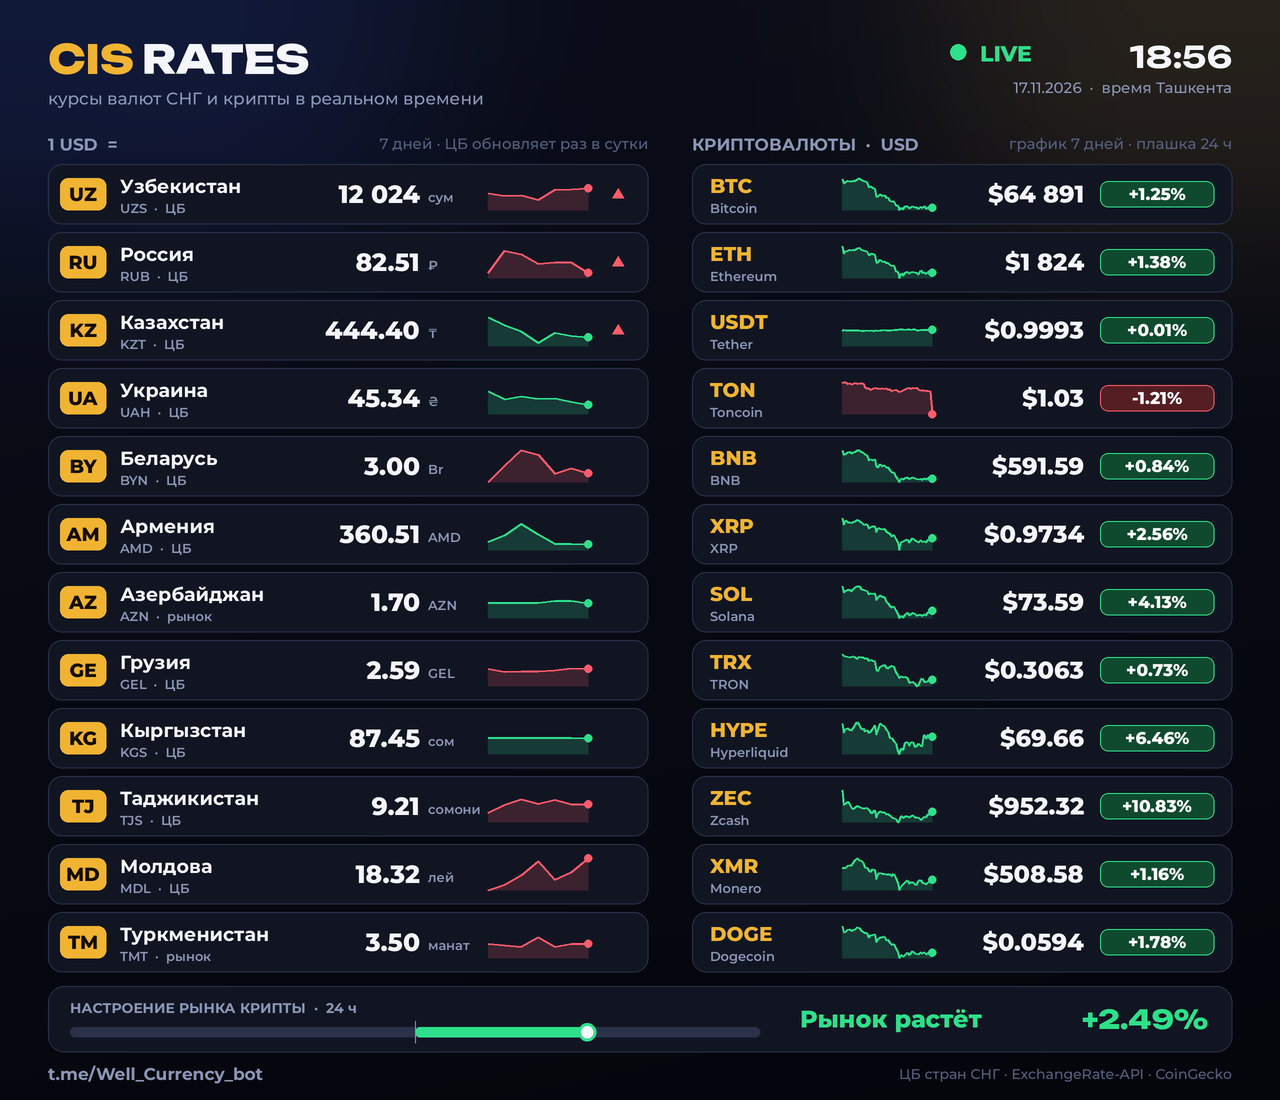 CIS RATES
курсы валют СНГ и крипты в реальном времени
LIVE
18:56
17.11.2026 · время Ташкента
1 USD =
7 дней · ЦБ обновляет раз в сутки
UZ
Узбекистан
UZS · ЦБ
12 024 сум
RU
Россия
RUB · ЦБ
82.51 ₽
KZ
Казахстан
KZT · ЦБ
444.40 ₸
UA
Украина
UAH · ЦБ
45.34 ₴
BY
Беларусь
BYN · ЦБ
3.00 Br
AM
Армения
AMD · ЦБ
360.51 AMD
AZ
Азербайджан
AZN · рынок
1.70 AZN
GE
Грузия
GEL · ЦБ
2.59 GEL
KG
Кыргызстан
KGS · ЦБ
87.45 сом
TJ
Таджикистан
TJS · ЦБ
9.21 сомони
MD
Молдова
MDL · ЦБ
18.32 лей
TM
Туркменистан
TMT · рынок
3.50 манат
КРИПТОВАЛЮТЫ · USD
график 7 дней · плашка 24 ч
BTC
Bitcoin
$64 891
+1.25%
ETH
Ethereum
$1 824
+1.38%
USDT
Tether
$0.9993
+0.01%
TON
Toncoin
$1.03
-1.21%
BNB
BNB
$591.59
+0.84%
XRP
XRP
$0.9734
+2.56%
SOL
Solana
$73.59
+4.13%
TRX
TRON
$0.3063
+0.73%
HYPE
Hyperliquid
$69.66
+6.46%
ZEC
Zcash
$952.32
+10.83%
XMR
Monero
$508.58
+1.16%
DOGE
Dogecoin
$0.0594
+1.78%
НАСТРОЕНИЕ РЫНКА КРИПТЫ · 24 ч
Рынок растёт
+2.49%
t.me/Well_Currency_bot
ЦБ стран СНГ · ExchangeRate-API · CoinGecko